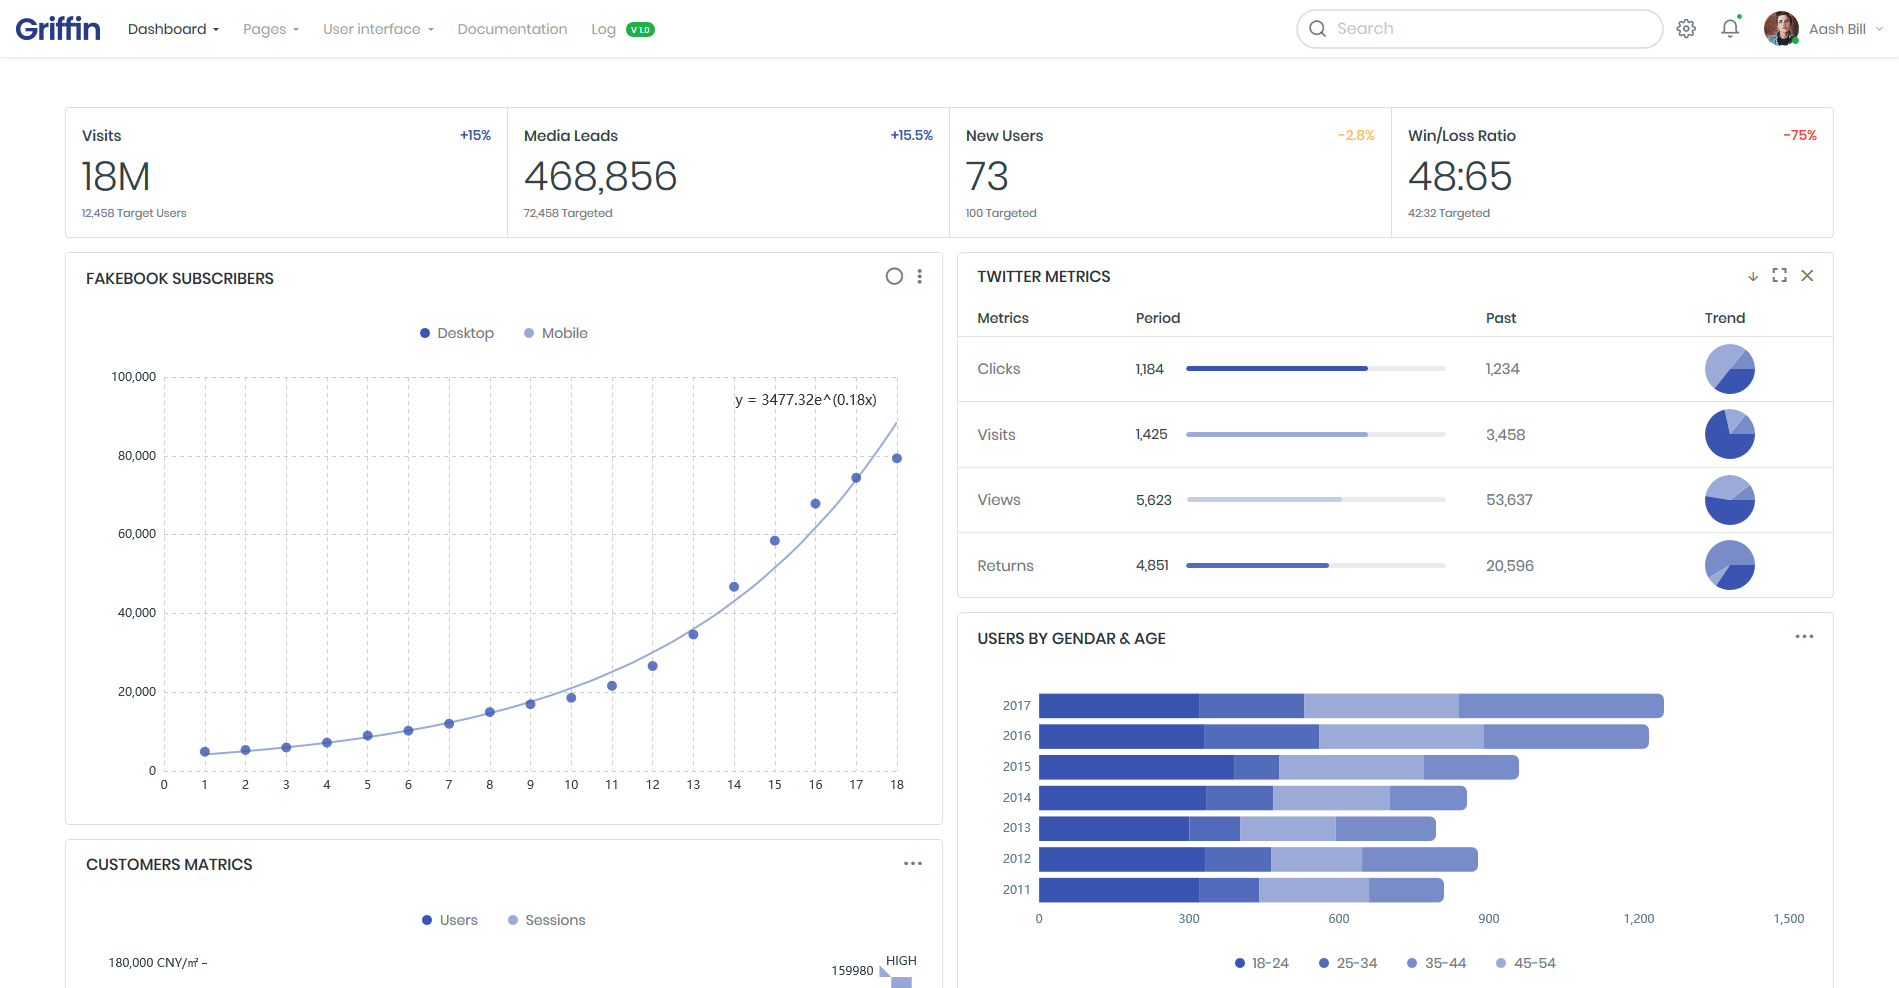 Griffin Dashboard Pages User interface Documentation Log V 1.0 Search Aash Bill
Visits +15%
18M
12,458 Target Users
Media Leads +15.5%
468,856
72,458 Targeted
New Users -2.8%
73
100 Targeted
Win/Loss Ratio -75%
48:65
42:32 Targeted
FAKEBOOK SUBSCRIBERS
Desktop Mobile
100,000
80,000
60,000
40,000
20,000
0
y = 3477.32e^(0.18x)
0 1 2 3 4 5 6 7 8 9 10 11 12 13 14 15 16 17 18
TWITTER METRICS
Metrics Period Past Trend
Clicks 1,184 1,234
Visits 1,425 3,458
Views 5,623 53,637
Returns 4,851 20,596
USERS BY GENDAR & AGE
2017
2016
2015
2014
2013
2012
2011
0 300 600 900 1,200 1,500
18-24 25-34 35-44 45-54
CUSTOMERS MATRICS
Users Sessions
180,000 CNY/㎡
HIGH
159980